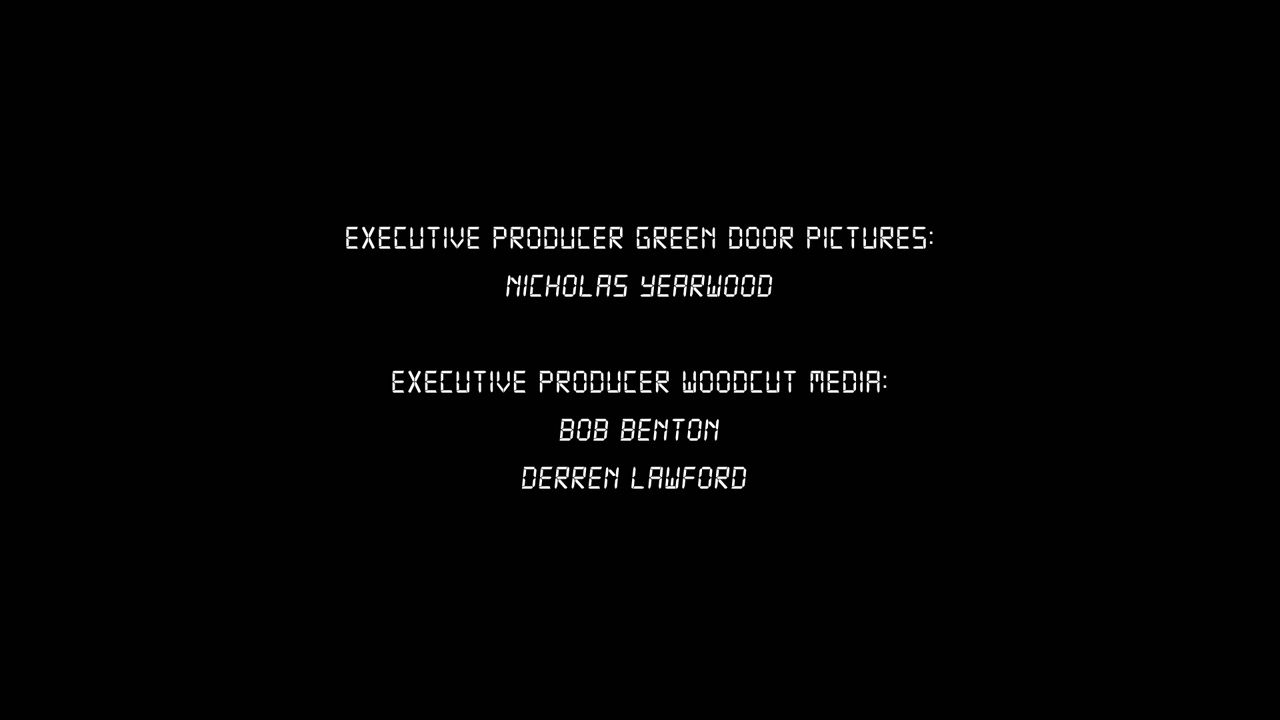 EXECUTIVE PRODUCER GREEN DOOR PICTURES:
NICHOLAS YEARWOOD
EXECUTIVE PRODUCER WOODCUT MEDIA:
BOB BENTON
DERREN LAWFORD